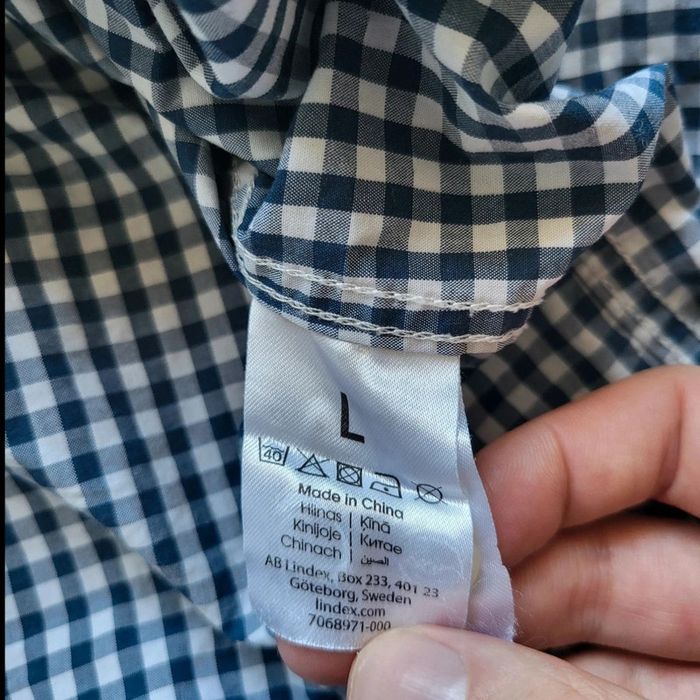 L
40
Made in China
Hiinas | Ķīnā
Kinijoje | Китае
Chinach | الصين
AB Lindex, Box 233, 401 23
Göteborg, Sweden
lindex.com
7068971-000